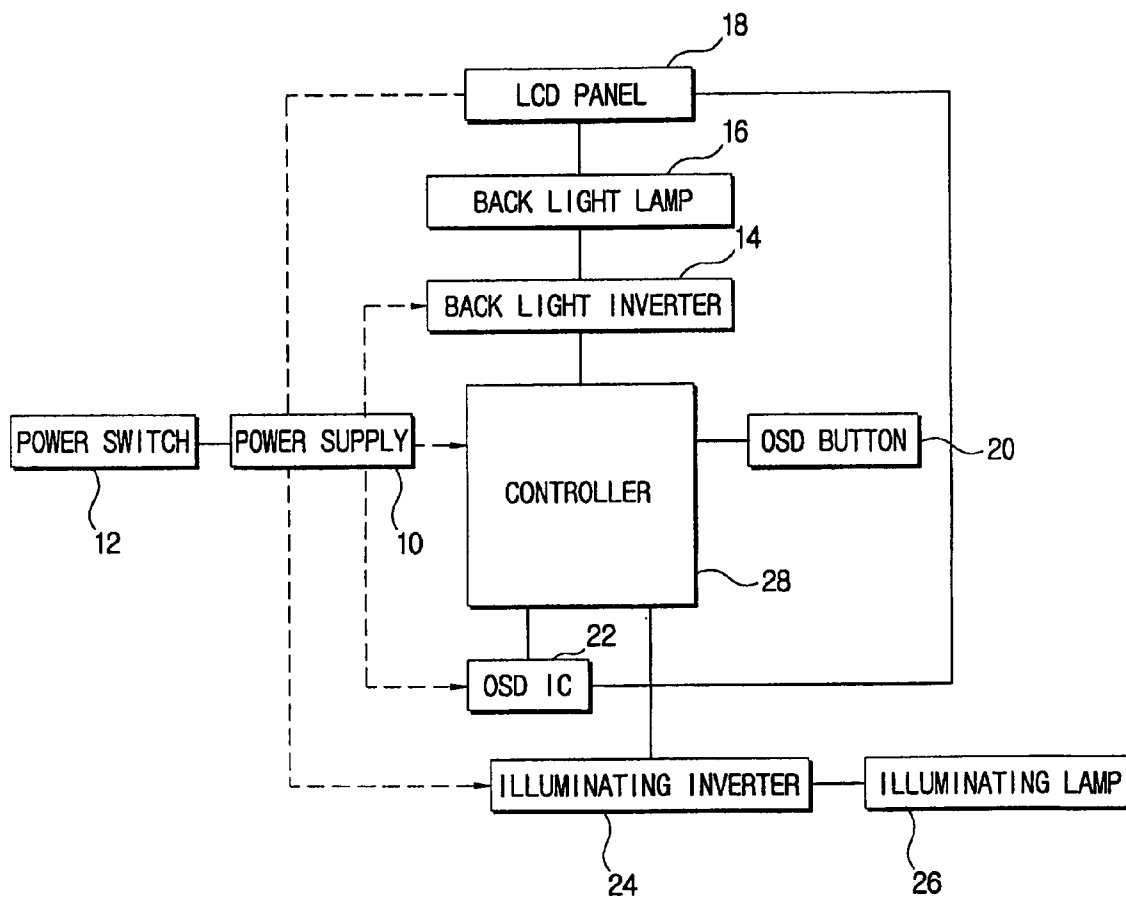 18
LCD PANEL
16
BACK LIGHT LAMP
14
BACK LIGHT INVERTER
POWER SWITCH
POWER SUPPLY
OSD BUTTON
20
CONTROLLER
12
10
28
22
OSD IC
ILLUMINATING INVERTER
ILLUMINATING LAMP
24
26